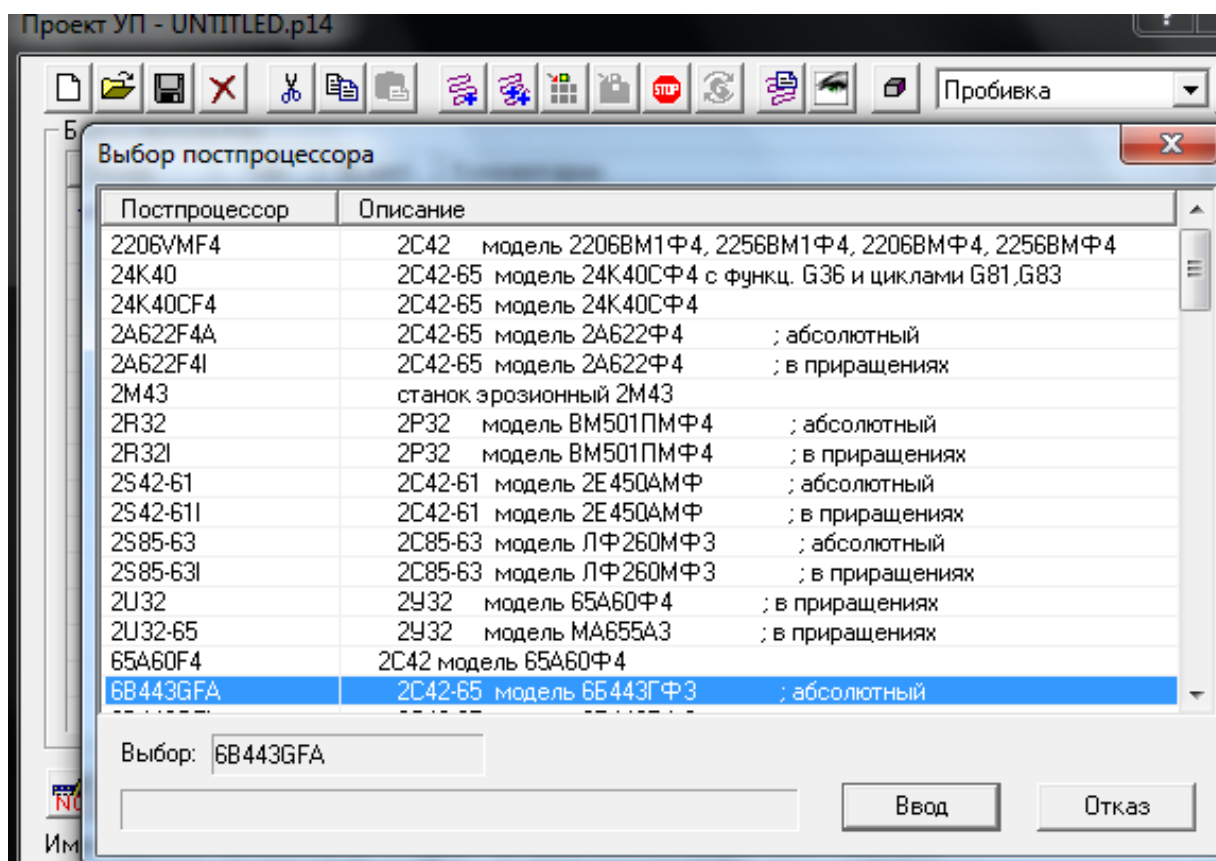 Проект УП - UNTITLED.p14
?
STOP
Пробивка
Б
Выбор постпроцессора
Постпроцессор Описание
2206VMF4 2С42 модель 2206ВМ1Ф4, 2256ВМ1Ф4, 2206ВМФ4, 2256ВМФ4
24K40 2С42-65 модель 24К40СФ4 с функц. G36 и циклами G81,G83
24K40CF4 2С42-65 модель 24К40СФ4
2A622F4A 2С42-65 модель 2А622Ф4 ; абсолютный
2A622F4I 2С42-65 модель 2А622Ф4 ; в приращениях
2M43 станок эрозионный 2М43
2R32 2Р32 модель ВМ501ПМФ4 ; абсолютный
2R32I 2Р32 модель ВМ501ПМФ4 ; в приращениях
2S42-61 2С42-61 модель 2Е450АМФ ; абсолютный
2S42-61I 2С42-61 модель 2Е450АМФ ; в приращениях
2S85-63 2С85-63 модель ЛФ260МФ3 ; абсолютный
2S85-63I 2С85-63 модель ЛФ260МФ3 ; в приращениях
2U32 2У32 модель 65А60Ф4 ; в приращениях
2U32-65 2У32 модель МА655А3 ; в приращениях
65A60F4 2С42 модель 65А60Ф4
6B443GFA 2С42-65 модель 6Б443ГФ3 ; абсолютный
Выбор: 6B443GFA
NC
Ввод Отказ
Им